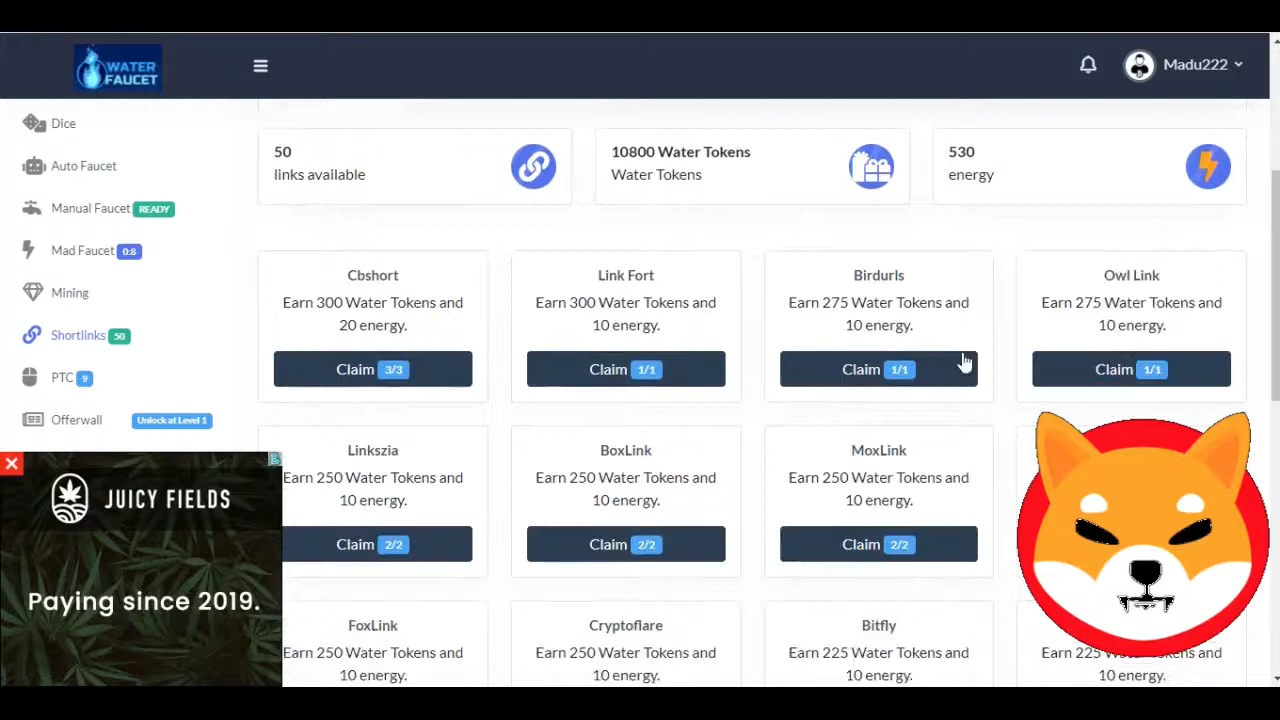 WATER
FAUCET
Madu222
Dice
Auto Faucet
Manual Faucet READY
Mad Faucet 0:8
Mining
Shortlinks 50
PTC 9
Offerwall Unlock at Level 1
50
links available
10800 Water Tokens
Water Tokens
530
energy
Cbshort
Earn 300 Water Tokens and
20 energy.
Claim 3/3
Link Fort
Earn 300 Water Tokens and
10 energy.
Claim 1/1
Birdurls
Earn 275 Water Tokens and
10 energy.
Claim 1/1
Owl Link
Earn 275 Water Tokens and
10 energy.
Claim 1/1
Linkszia
Earn 250 Water Tokens and
10 energy.
Claim 2/2
BoxLink
Earn 250 Water Tokens and
10 energy.
Claim 2/2
MoxLink
Earn 250 Water Tokens and
10 energy.
Claim 2/2
FoxLink
Earn 250 Water Tokens and
10 energy.
Cryptoflare
Earn 250 Water Tokens and
10 energy.
Bitfly
Earn 225 Water Tokens and
10 energy.
Earn 225 and
10 energy.
JUICY FIELDS
Paying since 2019.